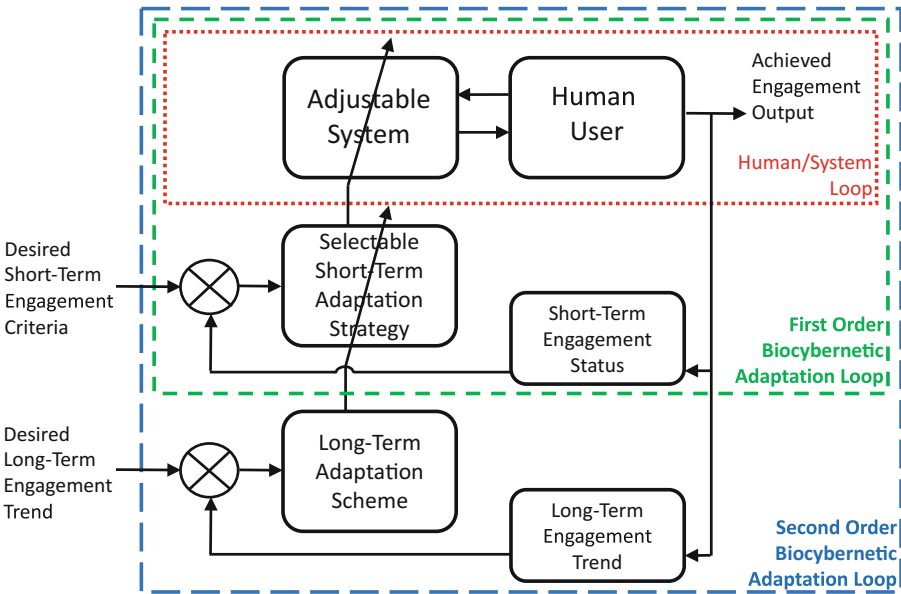 Adjustable
System
Human
User
Achieved
Engagement
Output
Human/System
Loop
Desired
Short-Term
Engagement
Criteria
Selectable
Short-Term
Adaptation
Strategy
Short-Term
Engagement
Status
First Order
Biocybernetic
Adaptation Loop
Desired
Long-Term
Engagement
Trend
Long-Term
Adaptation
Scheme
Long-Term
Engagement
Trend
Second Order
Biocybernetic
Adaptation Loop